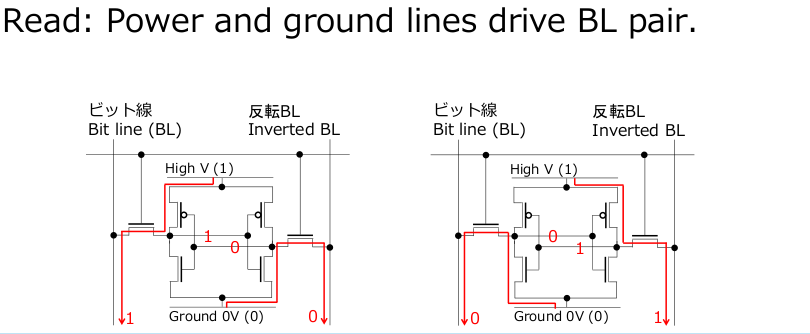 Read: Power and ground lines drive BL pair.
ビット線
Bit line (BL)
反転BL
Inverted BL
High V (1)
1
0
Ground 0V (0)
1
0
ビット線
Bit line (BL)
反転BL
Inverted BL
High V (1)
0
1
Ground 0V (0)
0
1